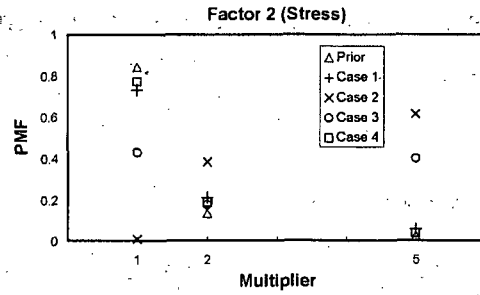 Factor 2 (Stress)
1
0.8
0.6
0.4
0.2
0
PMF
Prior
Case 1
Case 2
Case 3
Case 4
1 2 5
Multiplier